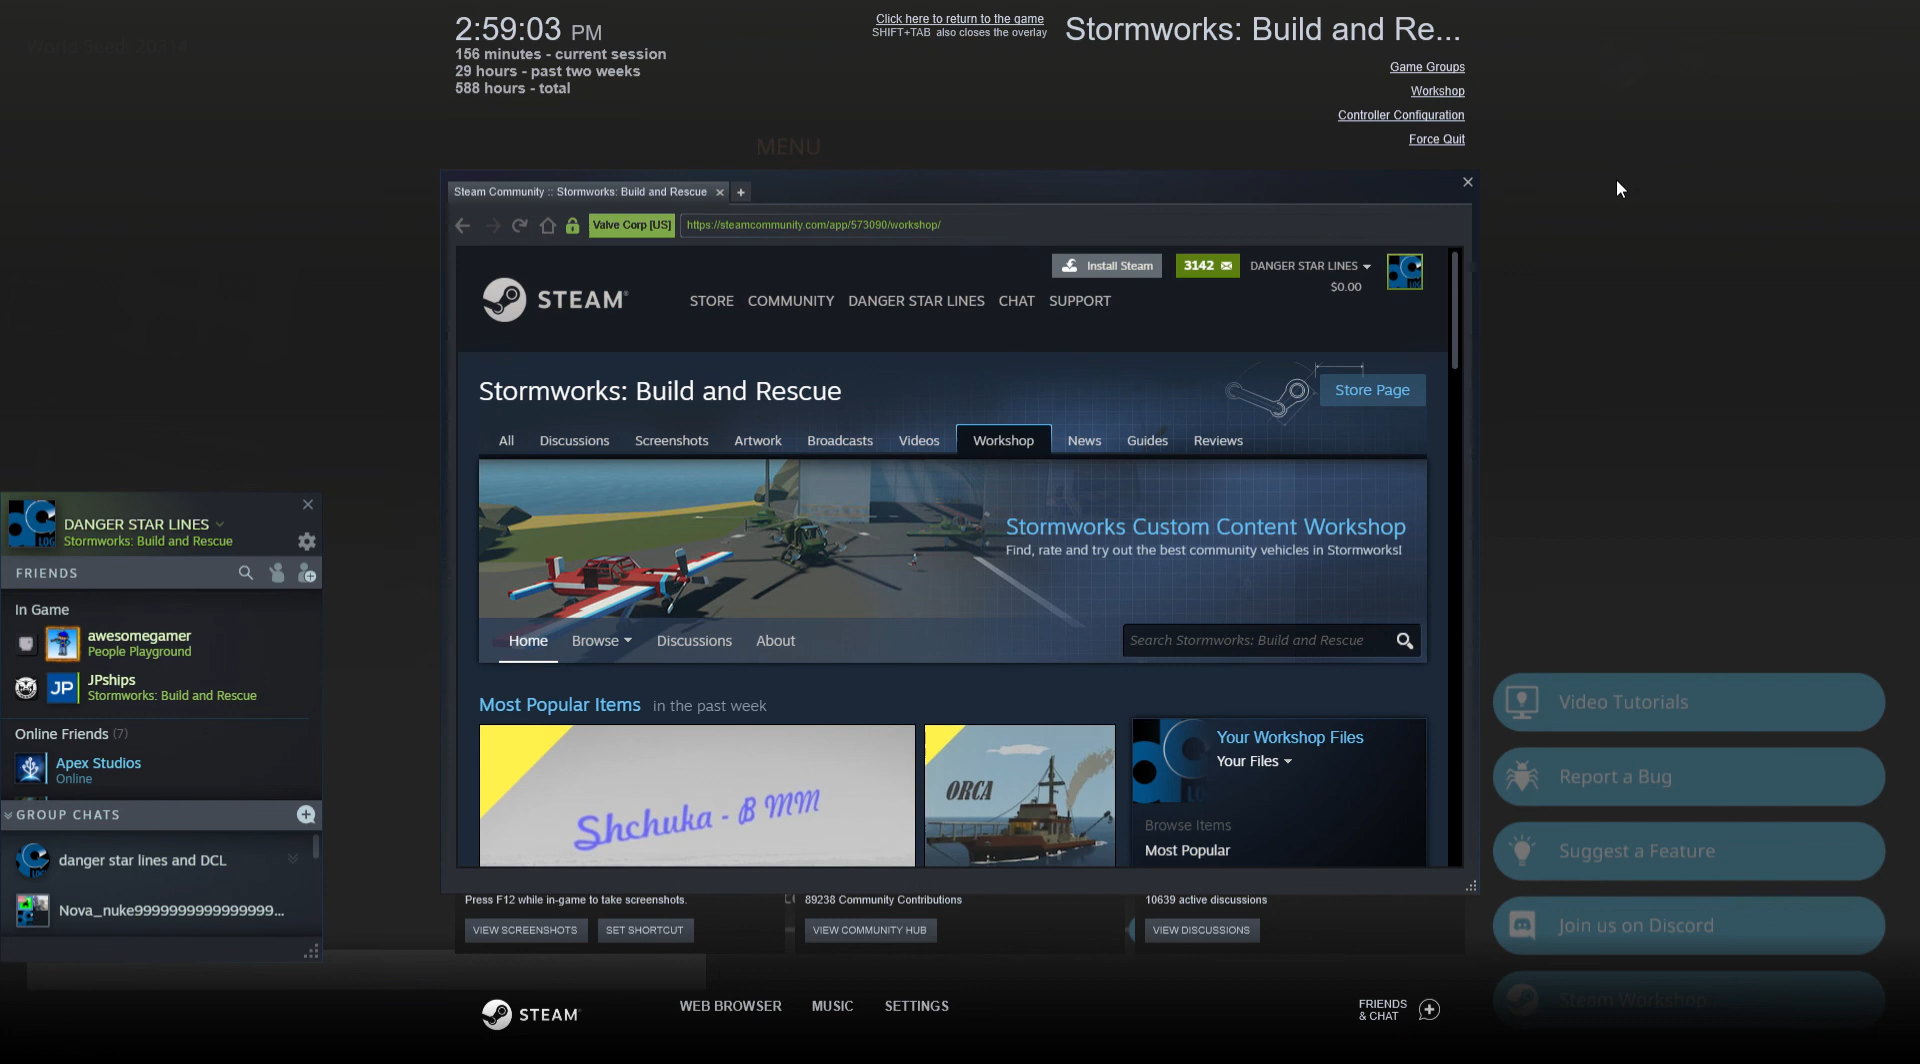 2:59:03 PM
156 minutes - current session
29 hours - past two weeks
588 hours - total
Click here to return to the game
SHIFT+TAB also closes the overlay
Stormworks: Build and Re...
Game Groups
Workshop
Controller Configuration
Force Quit
MENU
Steam Community :: Stormworks: Build and Rescue
Valve Corp [US]
https://steamcommunity.com/app/573090/workshop/
Install Steam
3142
DANGER STAR LINES
$0.00
STEAM
STORE COMMUNITY DANGER STAR LINES CHAT SUPPORT
Stormworks: Build and Rescue
Store Page
All Discussions Screenshots Artwork Broadcasts Videos Workshop News Guides Reviews
Stormworks Custom Content Workshop
Find, rate and try out the best community vehicles in Stormworks!
Home Browse Discussions About
Search Stormworks: Build and Rescue
Most Popular Items in the past week
Shchuka - B MM
ORCA
Your Workshop Files
Your Files
Browse Items
Most Popular
DANGER STAR LINES
Stormworks: Build and Rescue
LOG
FRIENDS
In Game
awesomegamer
People Playground
JP
JPships
Stormworks: Build and Rescue
Online Friends (7)
Apex Studios
Online
GROUP CHATS
danger star lines and DCL
Nova_nuke9999999999999999...
Press F12 while in-game to take screenshots.
VIEW SCREENSHOTS
SET SHORTCUT
89238 Community Contributions
VIEW COMMUNITY HUB
10639 active discussions
VIEW DISCUSSIONS
Video Tutorials
Report a Bug
Suggest a Feature
Join us on Discord
Steam Workshop
STEAM
WEB BROWSER MUSIC SETTINGS
FRIENDS
& CHAT